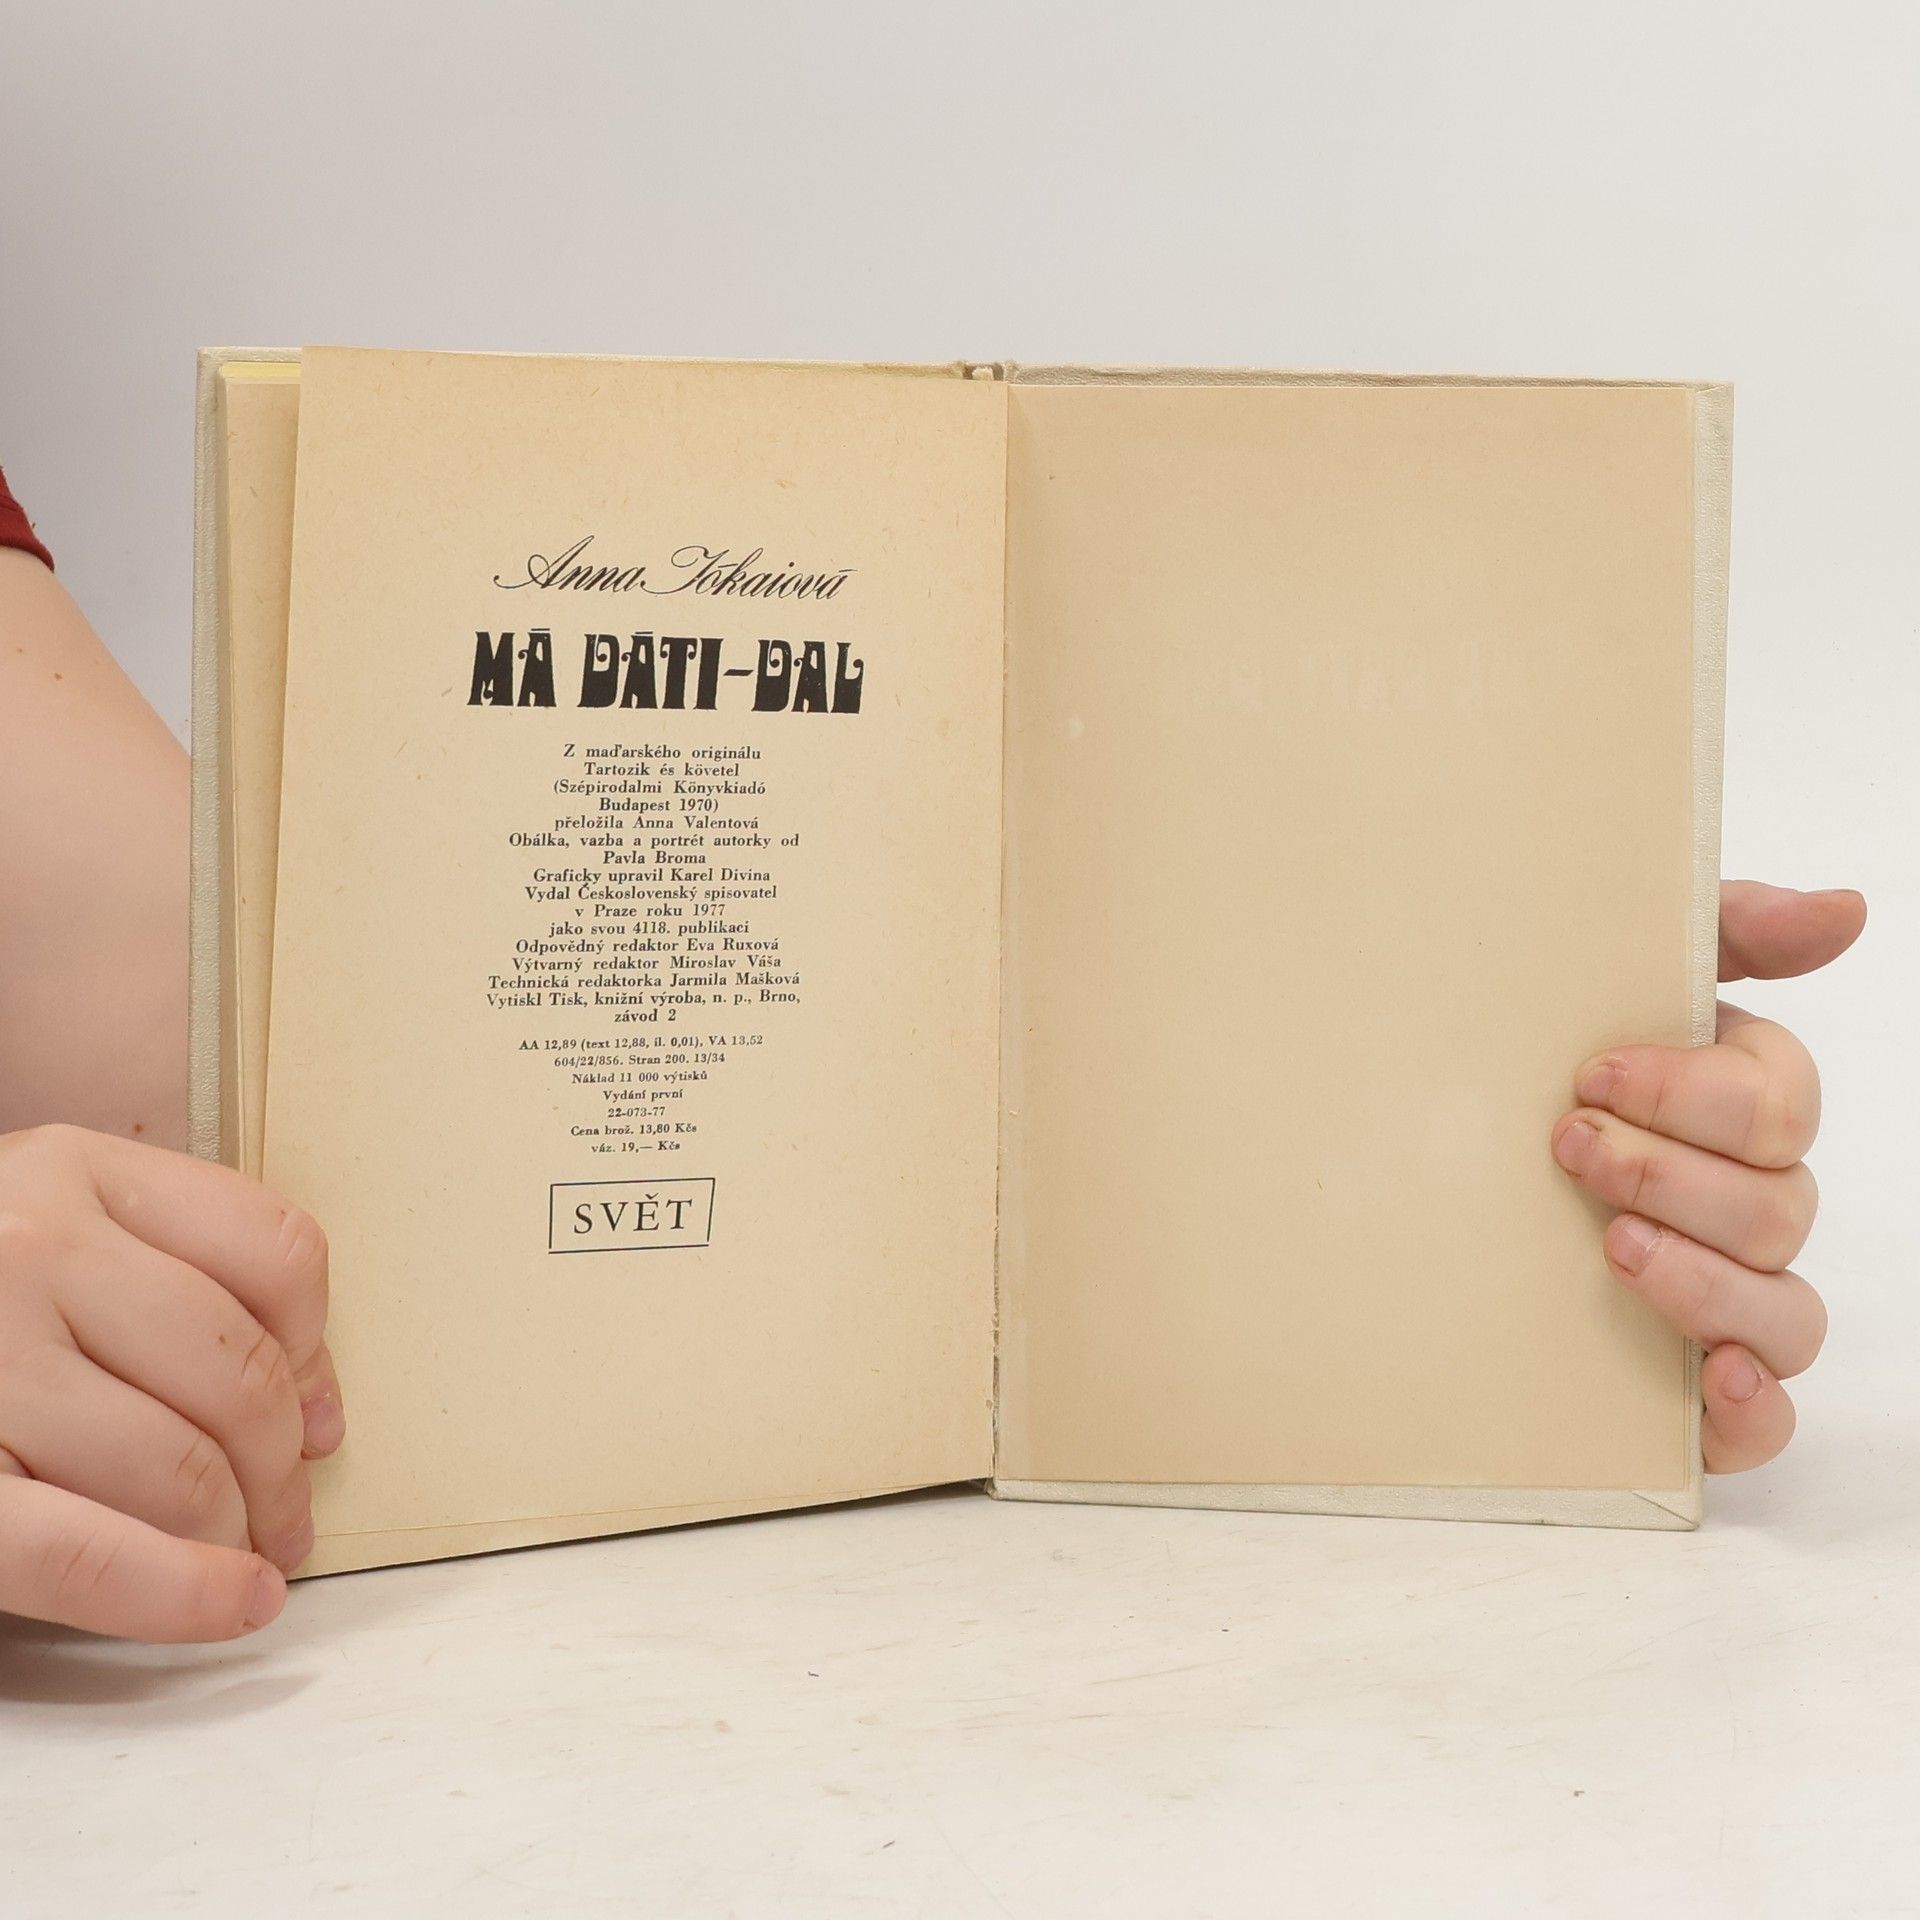 Anna Jókaiová
MÁ DÁTI-DAL
Z maďarského originálu
Tartozik és követel
(Szépirodalmi Könyvkiadó
Budapest 1970)
přeložila Anna Valentová
Obálka, vazba a portrét autorky od
Pavla Broma
Graficky upravil Karel Divina
Vydal Československý spisovatel
v Praze roku 1977
jako svou 4118. publikaci
Odpovědný redaktor Eva Ruxová
Výtvarný redaktor Miroslav Váša
Technická redaktorka Jarmila Mašková
Vytiskl Tisk, knižní výroba, n. p., Brno,
závod 2
AA 12,89 (text 12,88, il. 0,01), VA 13,52
604/22/856. Stran 200. 13/34
Náklad 11 000 výtisků
Vydání první
22-073-77
Cena brož. 13,80 Kčs
váz. 19,— Kčs
SVĚT